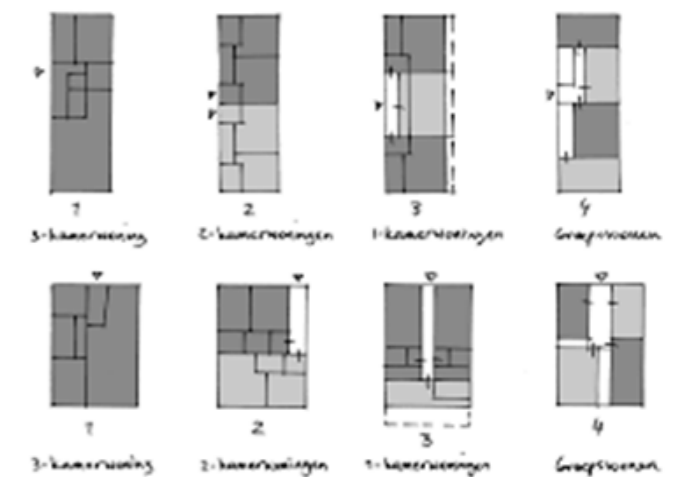 1
2
3
4
3-kamerwoning
2-kamerwoningen
1-kamerwoningen
Groepswonen
1
2
3
4
3-kamerwoning
2-kamerwoningen
1-kamerwoningen
Groepswonen